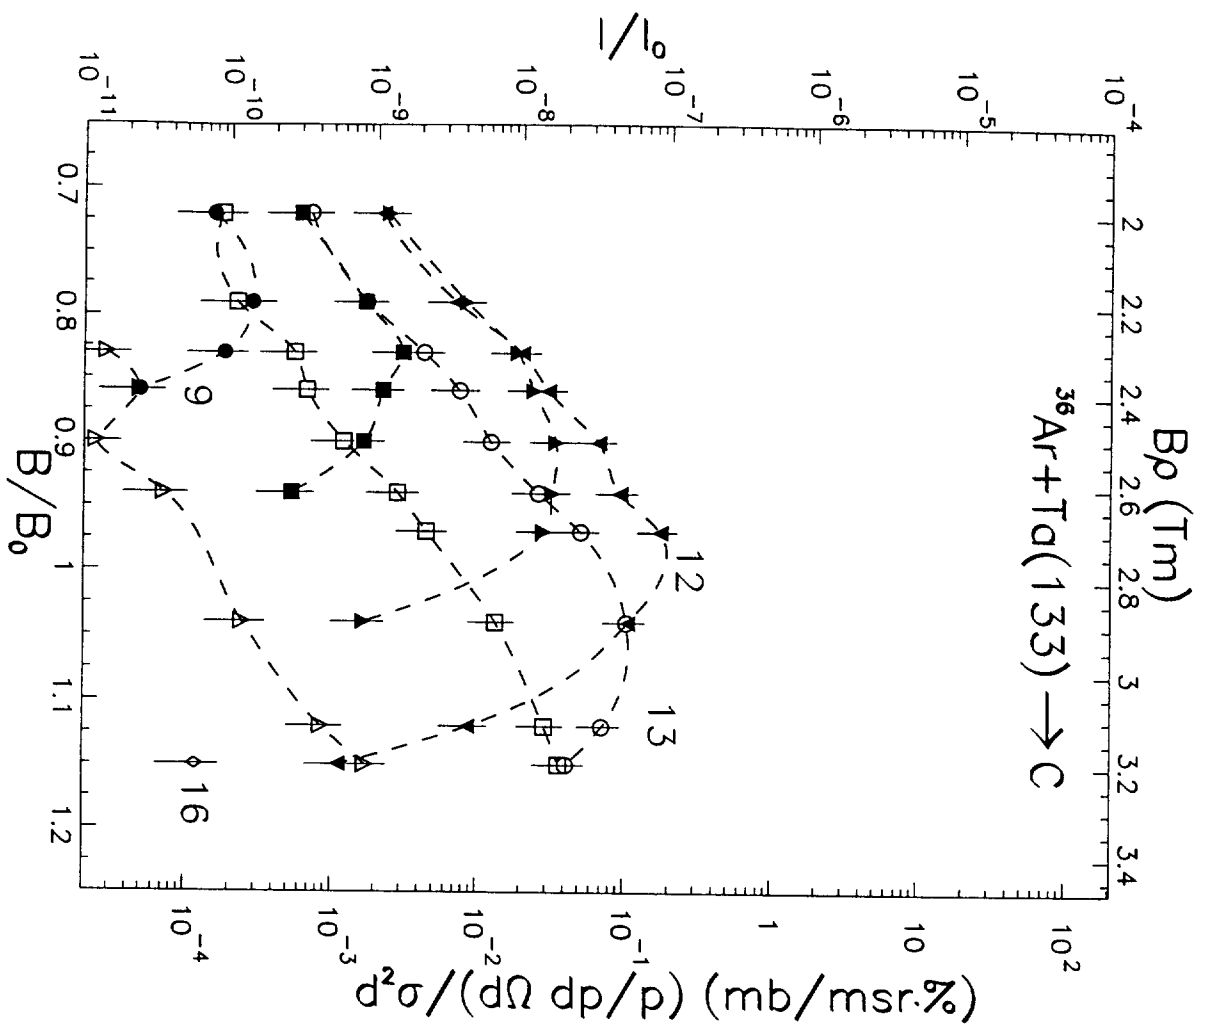 I/I₀
10⁻¹¹ 10⁻¹⁰ 10⁻⁹ 10⁻⁸ 10⁻⁷ 10⁻⁶ 10⁻⁵ 10⁻⁴
Bρ (Tm)
2 2.2 2.4 2.6 2.8 3 3.2 3.4
³⁶Ar+Ta(133)→C
12
13
9
16
0.7 0.8 0.9 1 1.1 1.2
B/B₀
10⁻⁴ 10⁻³ 10⁻² 10⁻¹ 1 10 10²
d²σ/(dΩ dp/p) (mb/msr·%)